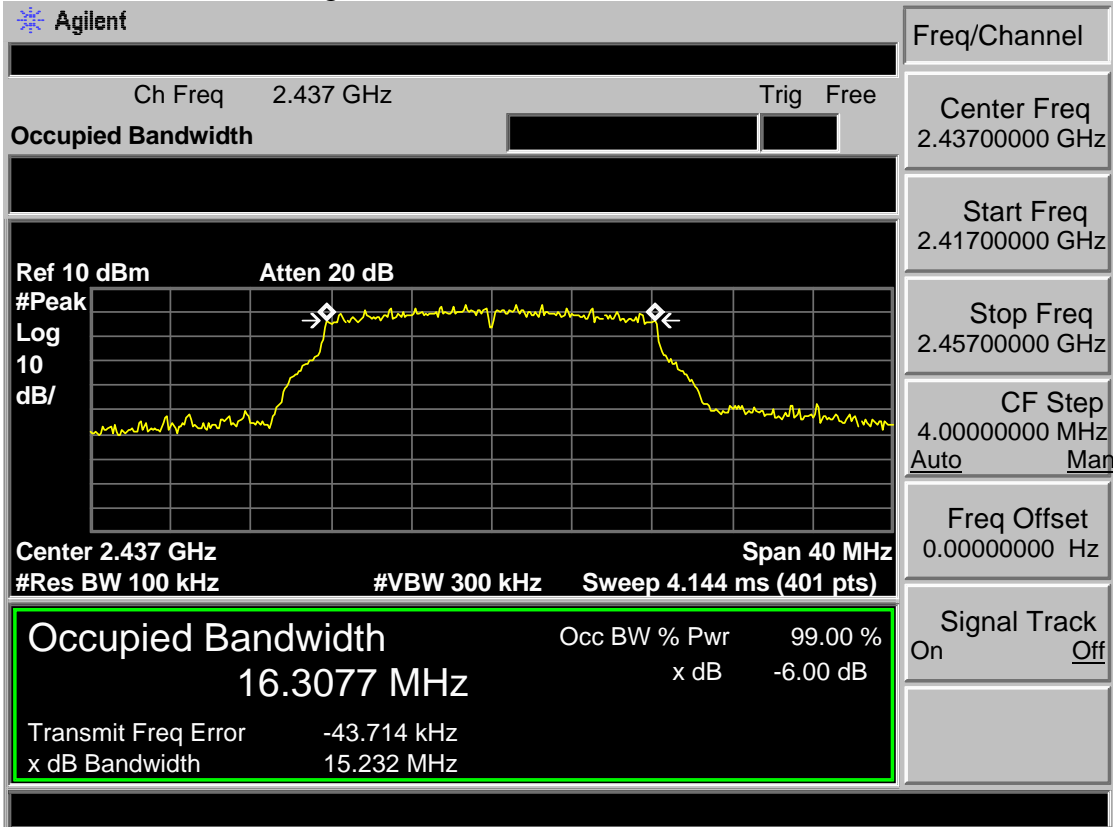 Agilent
Freq/Channel
Ch Freq 2.437 GHz Trig Free
Occupied Bandwidth
Center Freq
2.43700000 GHz
Start Freq
2.41700000 GHz
Stop Freq
2.45700000 GHz
CF Step
4.00000000 MHz
Auto Man
Freq Offset
0.00000000 Hz
Signal Track
On Off
Ref 10 dBm Atten 20 dB
#Peak
Log
10
dB/
Center 2.437 GHz Span 40 MHz
#Res BW 100 kHz #VBW 300 kHz Sweep 4.144 ms (401 pts)
Occupied Bandwidth Occ BW % Pwr 99.00 %
16.3077 MHz x dB -6.00 dB
Transmit Freq Error -43.714 kHz
x dB Bandwidth 15.232 MHz